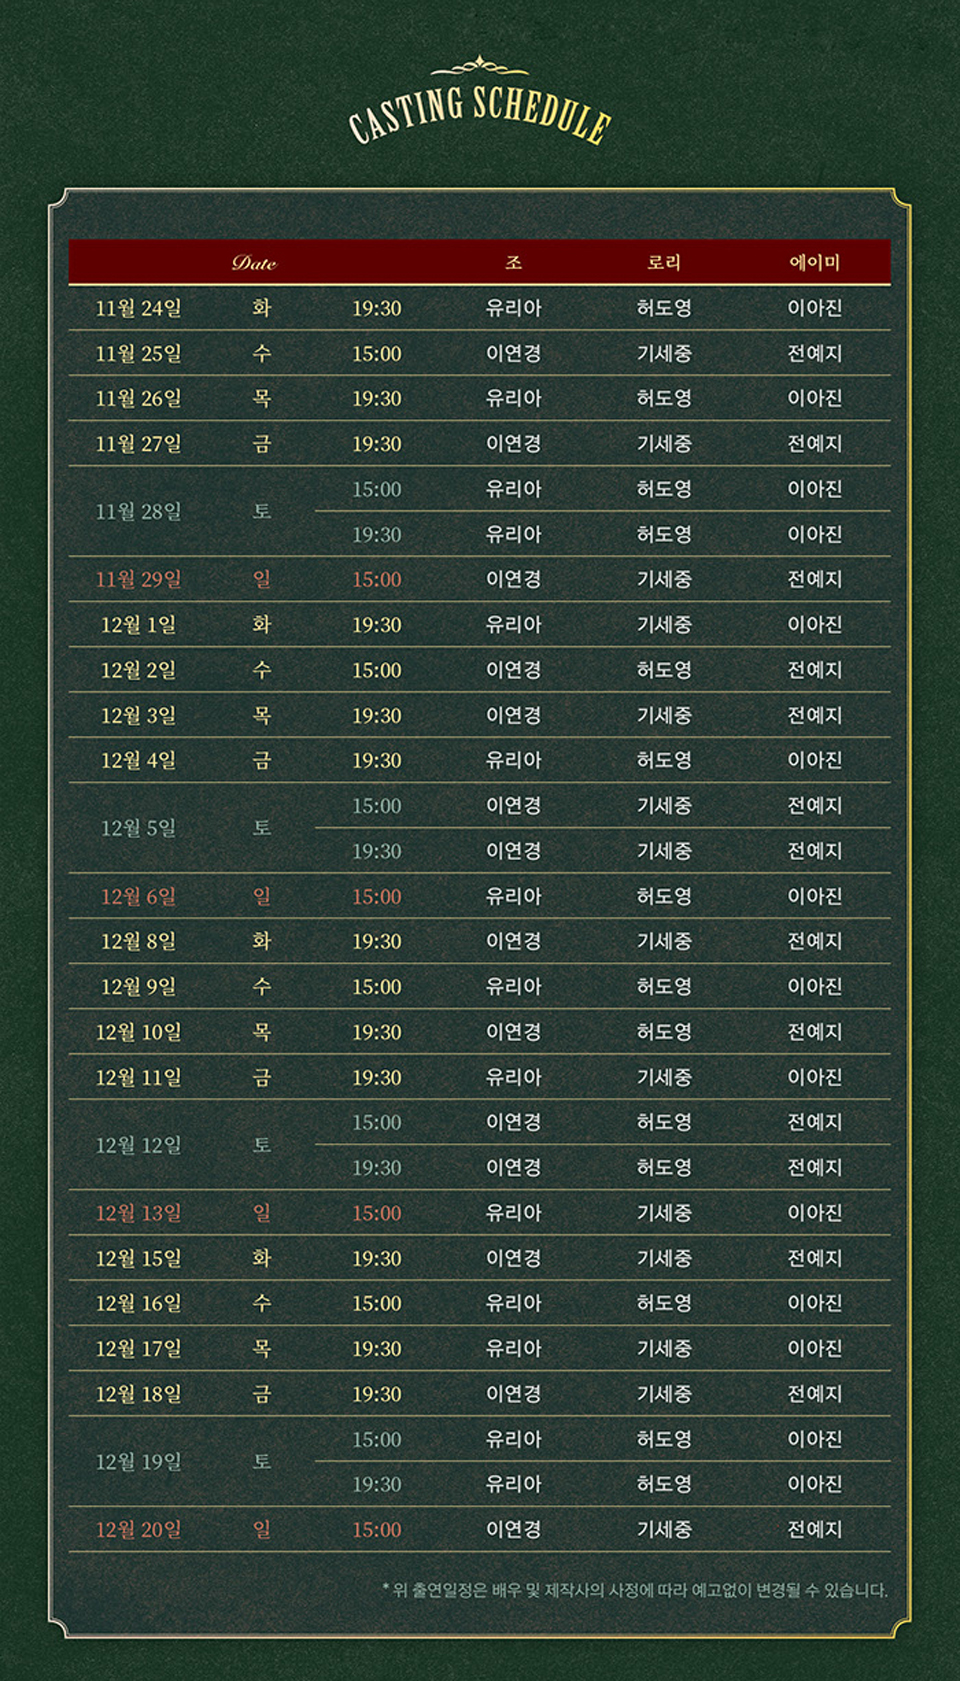 CASTING SCHEDULE
Date 조 로리 에이미
11월 24일 화 19:30 유리아 허도영 이아진
11월 25일 수 15:00 이연경 기세중 전예지
11월 26일 목 19:30 유리아 허도영 이아진
11월 27일 금 19:30 이연경 기세중 전예지
15:00 유리아 허도영 이아진
11월 28일 토
19:30 유리아 허도영 이아진
11월 29일 일 15:00 이연경 기세중 전예지
12월 1일 화 19:30 유리아 기세중 이아진
12월 2일 수 15:00 이연경 허도영 전예지
12월 3일 목 19:30 이연경 기세중 전예지
12월 4일 금 19:30 유리아 허도영 이아진
15:00 이연경 기세중 전예지
12월 5일 토
19:30 이연경 기세중 전예지
12월 6일 일 15:00 유리아 허도영 이아진
12월 8일 화 19:30 이연경 기세중 전예지
12월 9일 수 15:00 유리아 허도영 이아진
12월 10일 목 19:30 이연경 허도영 전예지
12월 11일 금 19:30 유리아 기세중 이아진
15:00 이연경 허도영 전예지
12월 12일 토
19:30 이연경 허도영 전예지
12월 13일 일 15:00 유리아 기세중 이아진
12월 15일 화 19:30 이연경 기세중 전예지
12월 16일 수 15:00 유리아 허도영 이아진
12월 17일 목 19:30 유리아 기세중 이아진
12월 18일 금 19:30 이연경 기세중 전예지
15:00 유리아 허도영 이아진
12월 19일 토
19:30 유리아 허도영 이아진
12월 20일 일 15:00 이연경 기세중 전예지
* 위 출연일정은 배우 및 제작사의 사정에 따라 예고없이 변경될 수 있습니다.